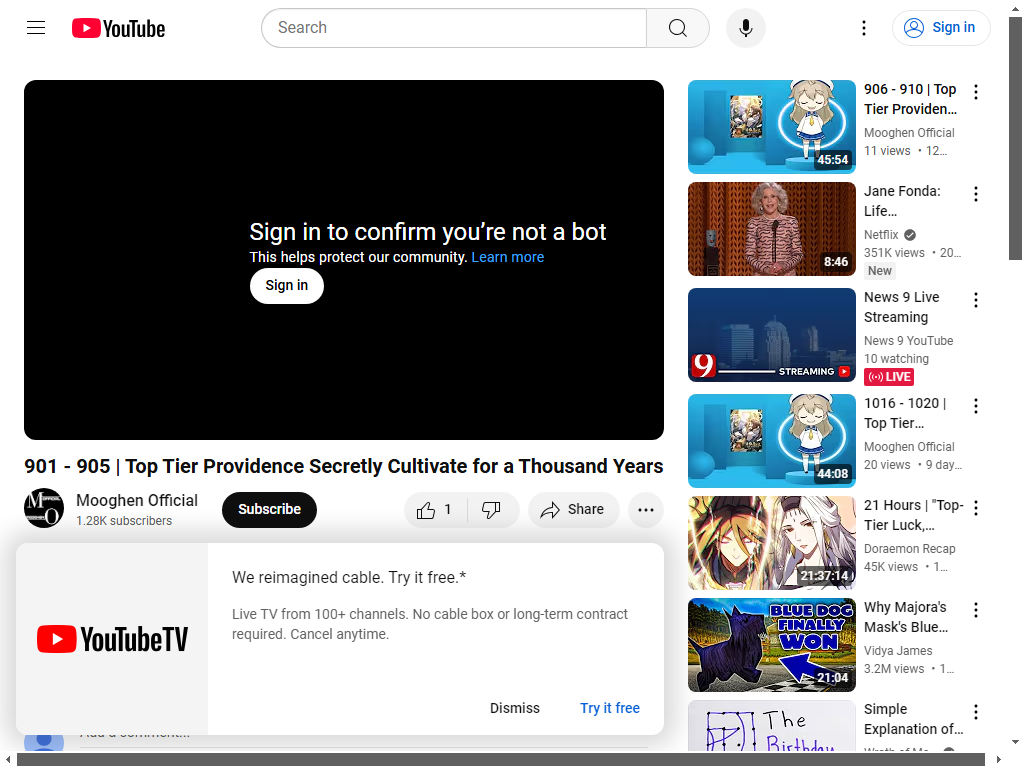 YouTube
Search
Sign in
Sign in to confirm you're not a bot
This helps protect our community. Learn more
Sign in
901 - 905 | Top Tier Providence Secretly Cultivate for a Thousand Years
Mooghen Official
1.28K subscribers
Subscribe
1
Share
We reimagined cable. Try it free.*
Live TV from 100+ channels. No cable box or long-term contract
required. Cancel anytime.
YouTubeTV
Dismiss
Try it free
Add a comment...
906 - 910 | Top
Tier Providen...
Mooghen Official
11 views • 12...
45:54
Jane Fonda:
Life...
Netflix
351K views • 20...
New
8:46
News 9 Live
Streaming
News 9 YouTube
10 watching
LIVE
9
STREAMING
1016 - 1020 |
Top Tier...
Mooghen Official
20 views • 9 day...
44:08
21 Hours | "Top-
Tier Luck,...
Doraemon Recap
45K views • 1...
21:37:14
Why Majora's
Mask's Blue...
Vidya James
3.2M views • 1...
BLUE DOG
FINALLY
WON
21:04
Simple
Explanation of...
The
Birthday